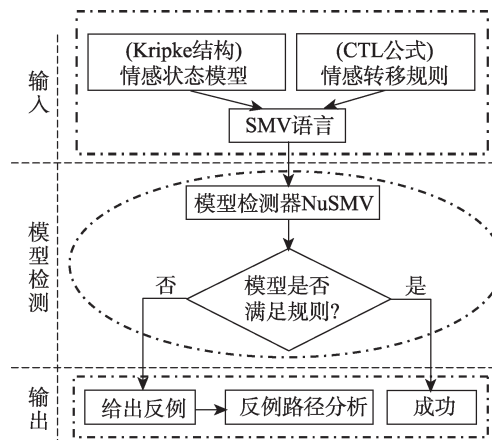 输入
(Kripke结构)
情感状态模型
(CTL公式)
情感转移规则
SMV语言
模型检测
模型检测器NuSMV
模型是否
满足规则?
否
是
输出
给出反例
反例路径分析
成功